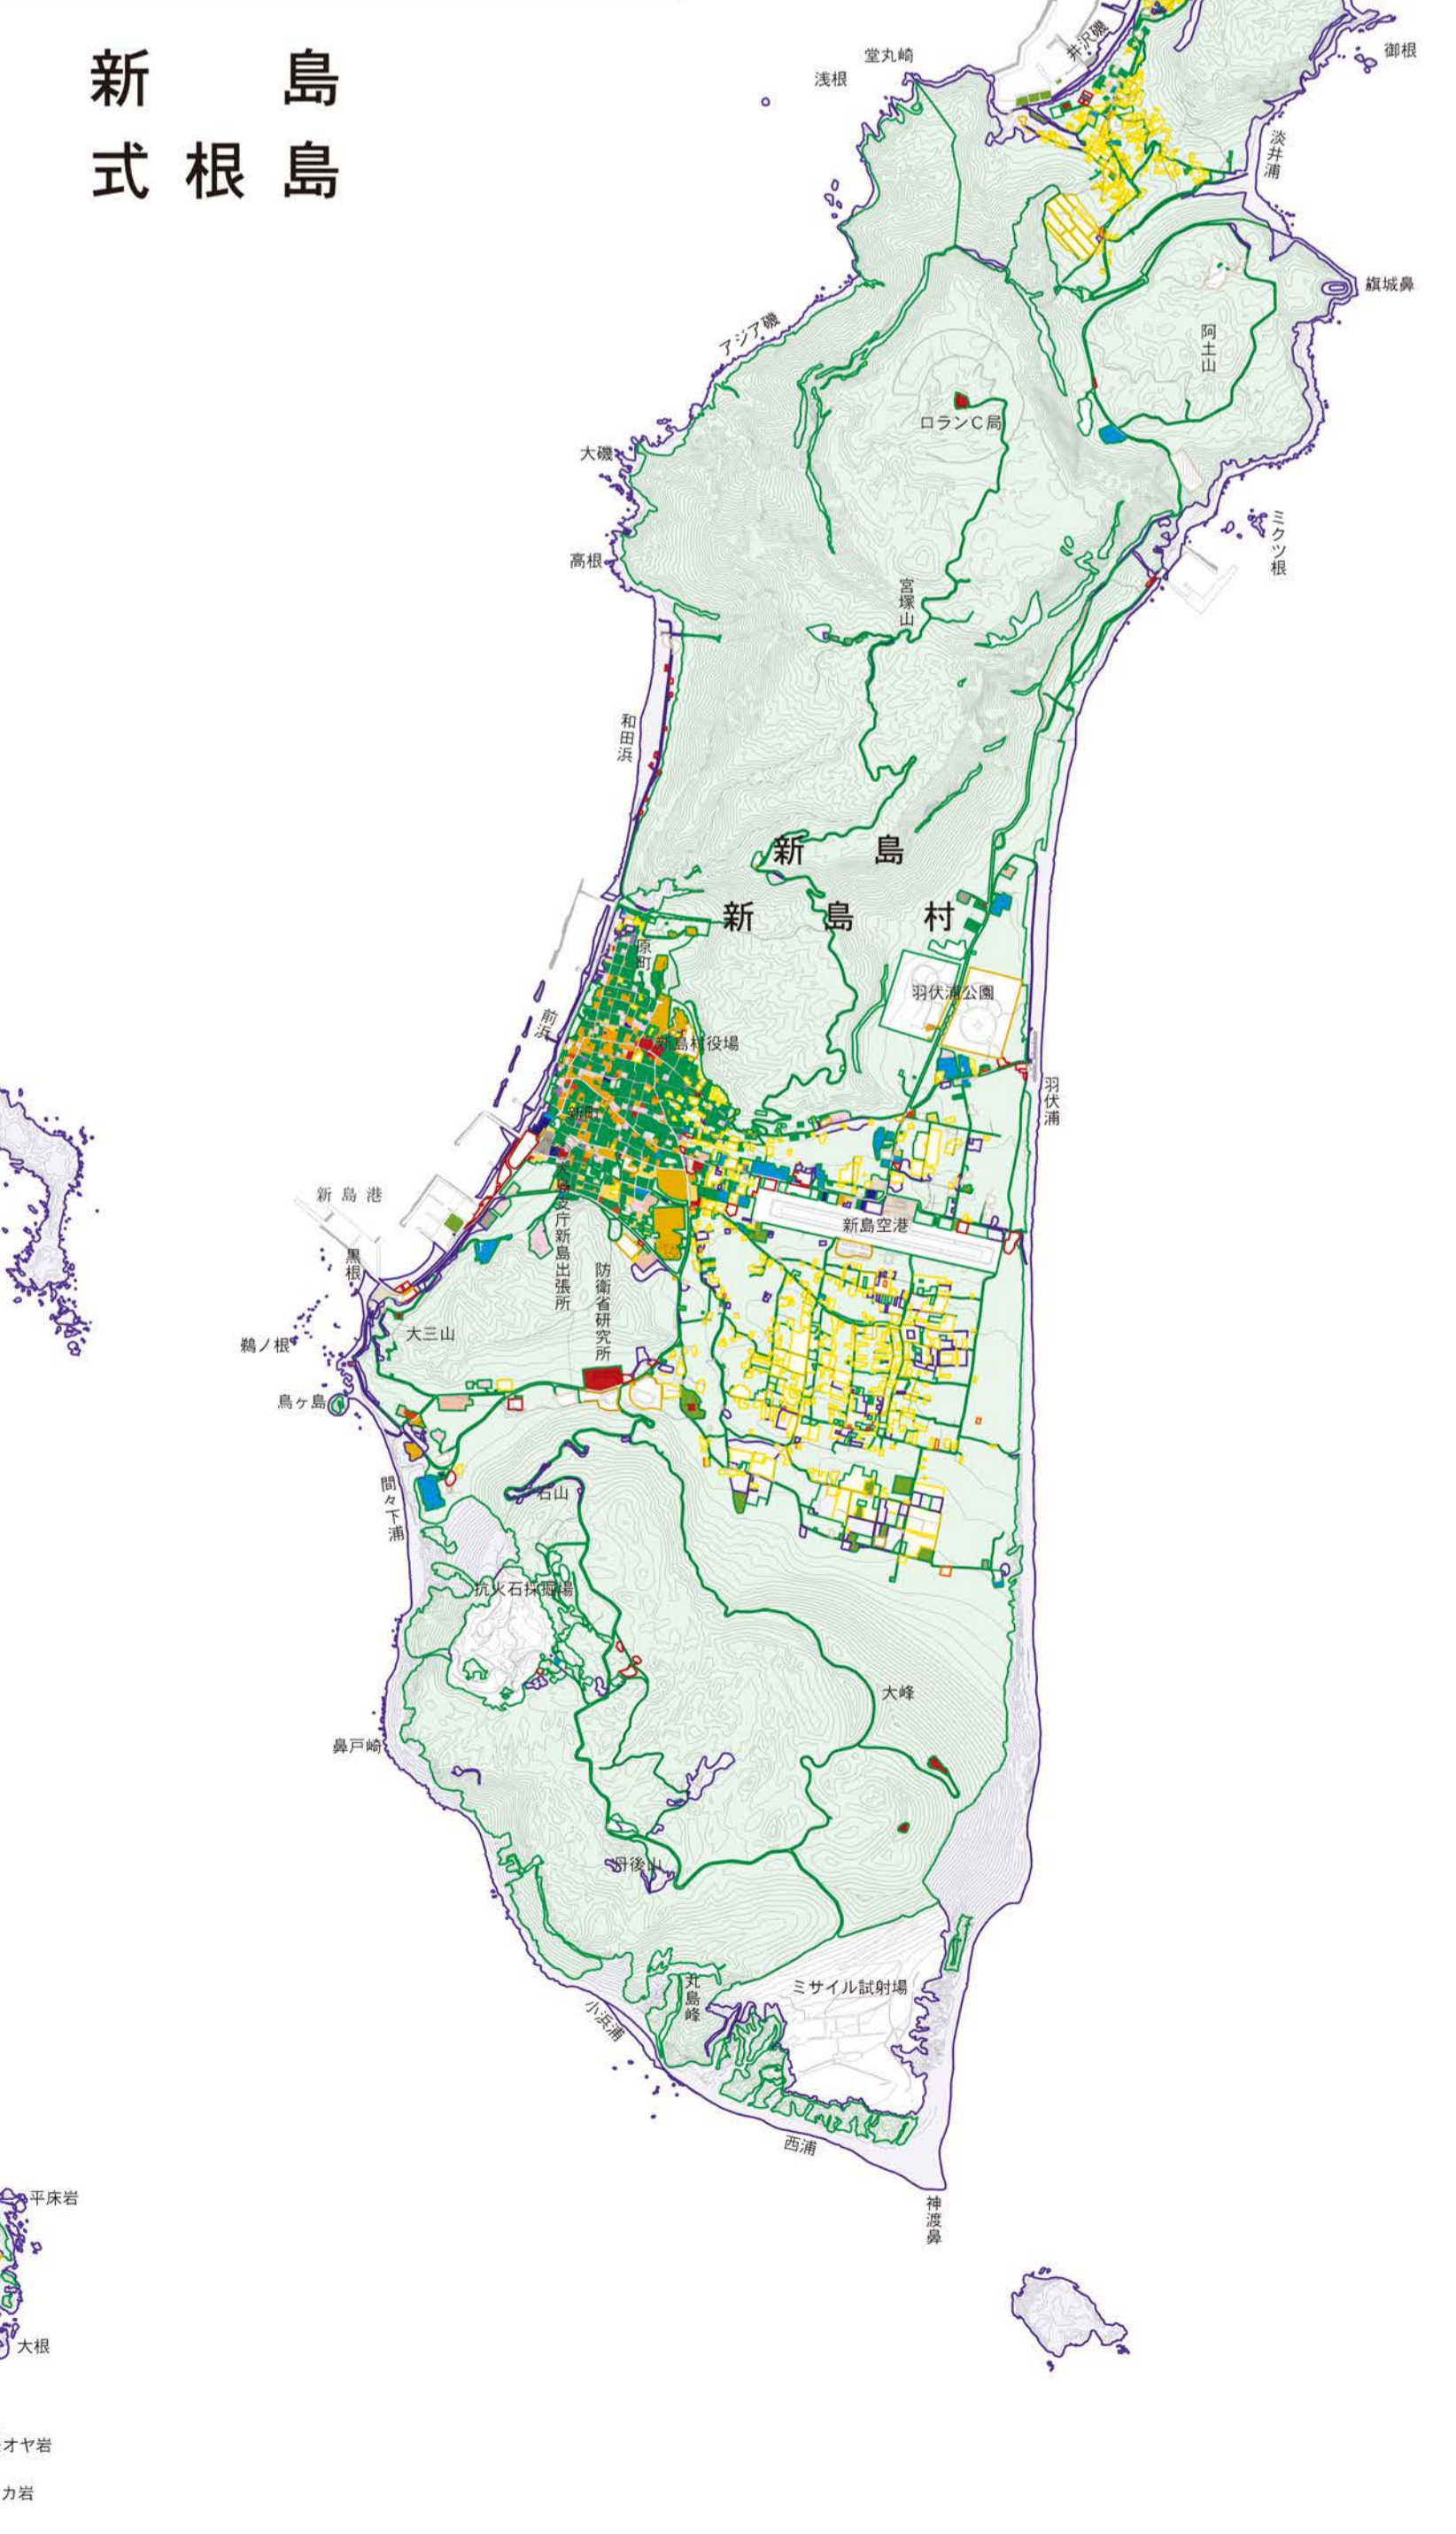 新島
式根島
井沢磯
堂丸崎
浅根
御根
淡井浦
旗城鼻
アジア磯
阿土山
ロランC局
大磯
高根
ミクツ根
宮塚山
和田浜
新島
新島村
原町
羽伏浦公園
前浜
新島村役場
羽伏浦
新町
大島支庁新島出張所
新島港
新島空港
黒根
防衛省研究所
大三山
鵜ノ根
鳥ヶ島
間々下浦
石山
抗火石採掘場
大峰
鼻戸崎
丹後山
ミサイル試射場
丸島峰
小浜浦
西浦
神渡鼻
平床岩
大根
オヤ岩
カ岩